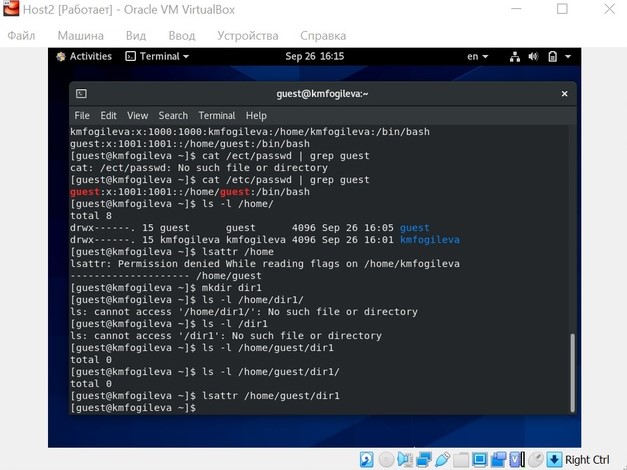 Host2 [Работает] - Oracle VM VirtualBox
Файл Машина Вид Ввод Устройства Справка
Activities Terminal Sep 26 16:15 en
guest@kmfogileva:~
File Edit View Search Terminal Help
kmfogileva:x:1000:1000:kmfogileva:/home/kmfogileva:/bin/bash
guest:x:1001:1001::/home/guest:/bin/bash
[guest@kmfogileva ~]$ cat /ect/passwd | grep guest
cat: /ect/passwd: No such file or directory
[guest@kmfogileva ~]$ cat /etc/passwd | grep guest
guest:x:1001:1001::/home/guest:/bin/bash
[guest@kmfogileva ~]$ ls -l /home/
total 8
drwx------. 15 guest guest 4096 Sep 26 16:05 guest
drwx------. 15 kmfogileva kmfogileva 4096 Sep 26 16:01 kmfogileva
[guest@kmfogileva ~]$ lsattr /home
lsattr: Permission denied While reading flags on /home/kmfogileva
-------------------- /home/guest
[guest@kmfogileva ~]$ mkdir dir1
[guest@kmfogileva ~]$ ls -l /home/dir1/
ls: cannot access '/home/dir1/': No such file or directory
[guest@kmfogileva ~]$ ls -l /dir1
ls: cannot access '/dir1': No such file or directory
[guest@kmfogileva ~]$ ls -l /home/guest/dir1
total 0
[guest@kmfogileva ~]$ ls -l /home/guest/dir1/
total 0
[guest@kmfogileva ~]$ lsattr /home/guest/dir1
[guest@kmfogileva ~]$
Right Ctrl